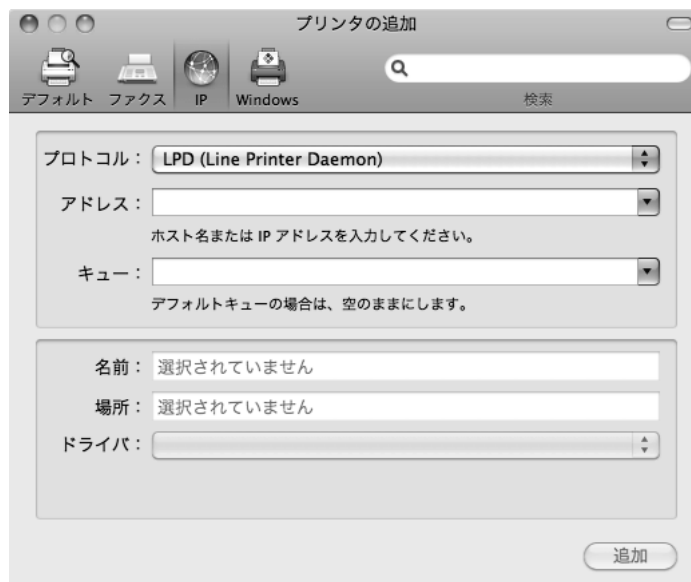 プリンタの追加
デフォルト ファクス IP Windows 検索
プロトコル： LPD (Line Printer Daemon)
アドレス：
ホスト名または IP アドレスを入力してください。
キュー：
デフォルトキューの場合は、空のままにします。
名前： 選択されていません
場所： 選択されていません
ドライバ：
追加